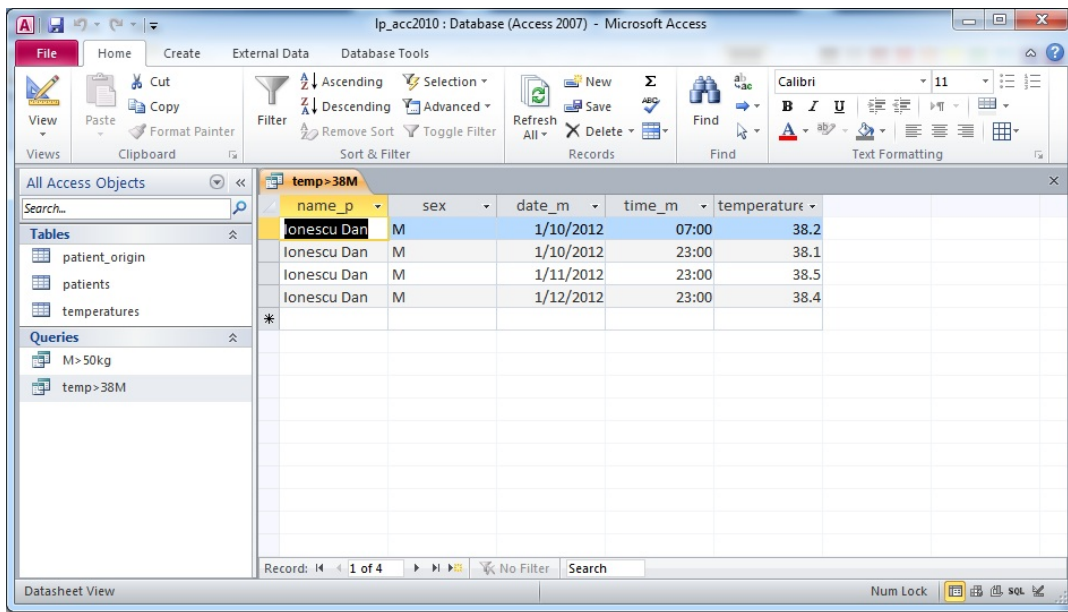 lp_acc2010 : Database (Access 2007) - Microsoft Access
File Home Create External Data Database Tools
View
Views
Paste
Cut
Copy
Format Painter
Clipboard
Filter
Ascending
Descending
Remove Sort
Selection
Advanced
Toggle Filter
Sort & Filter
Refresh
All
New
Save
Delete
Σ
ABC
Records
Find
ab
ac
Find
Calibri 11
B I U
A ab
Text Formatting
All Access Objects
Search...
Tables
patient_origin
patients
temperatures
Queries
M>50kg
temp>38M
temp>38M
name_p sex date_m time_m temperature
Ionescu Dan M 1/10/2012 07:00 38.2
Ionescu Dan M 1/10/2012 23:00 38.1
Ionescu Dan M 1/11/2012 23:00 38.5
Ionescu Dan M 1/12/2012 23:00 38.4
Record: 1 of 4 No Filter Search
Datasheet View Num Lock SQL